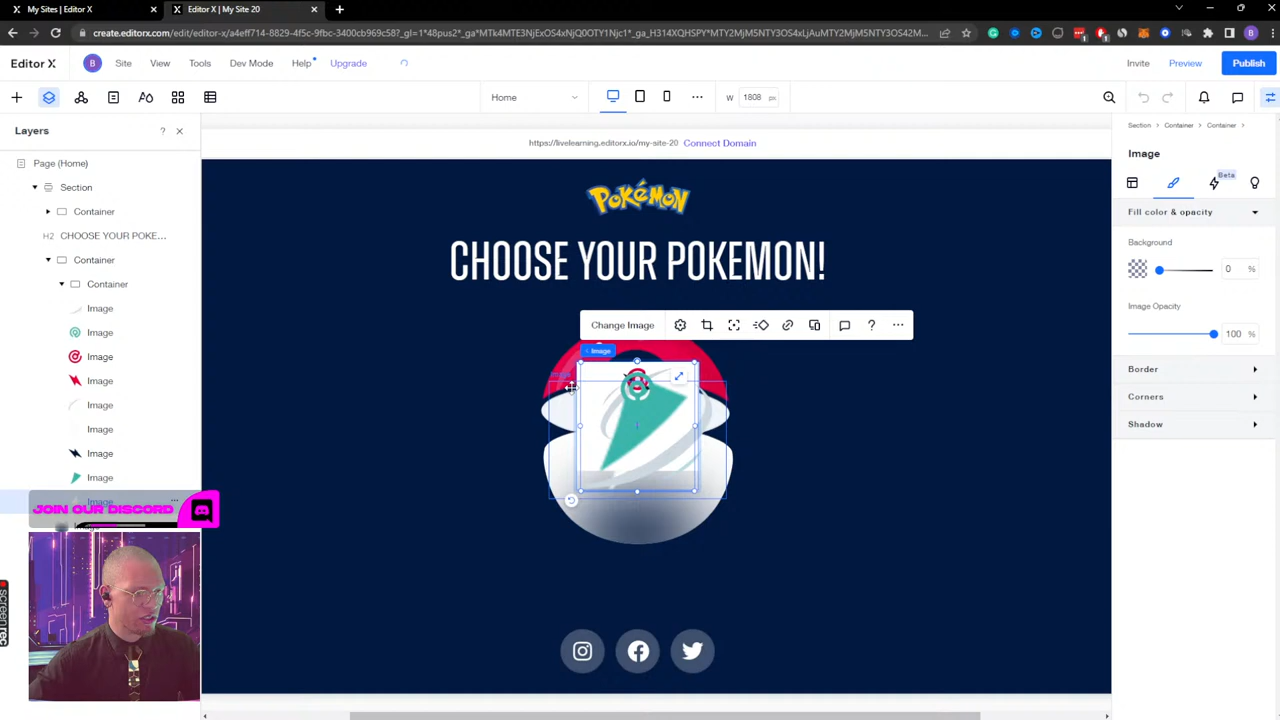 My Sites | Editor X
Editor X | My Site 20
create.editorx.com/edit/editor-x/a4eff714-8829-4f5c-9fbc-3400cb969c58?_gl=1*48pus2*_ga*MTk4MTE3NjExOS4xNjQ0OTY1Njc1*_ga_H314XQHSPY*MTY2MjM5NTY3OS43MTQuMS4xNjYyMjM5NTY3OS42M...
Editor X
B
Site
View
Tools
Dev Mode
Help
Upgrade
Invite
Preview
Publish
Home
W
1808
px
Layers
?
Page (Home)
Section
Container
H2 CHOOSE YOUR POKE...
Container
Container
Image
Image
Image
Image
Image
Image
Image
Image
Image
JOIN OUR DISCORD
https://livelearning.editorx.io/my-site-20 Connect Domain
POKéMON
CHOOSE YOUR POKEMON!
Change Image
?
Image
Section > Container > Container >
Image
Beta
Fill color & opacity
Background
0 %
Image Opacity
100 %
Border
Corners
Shadow